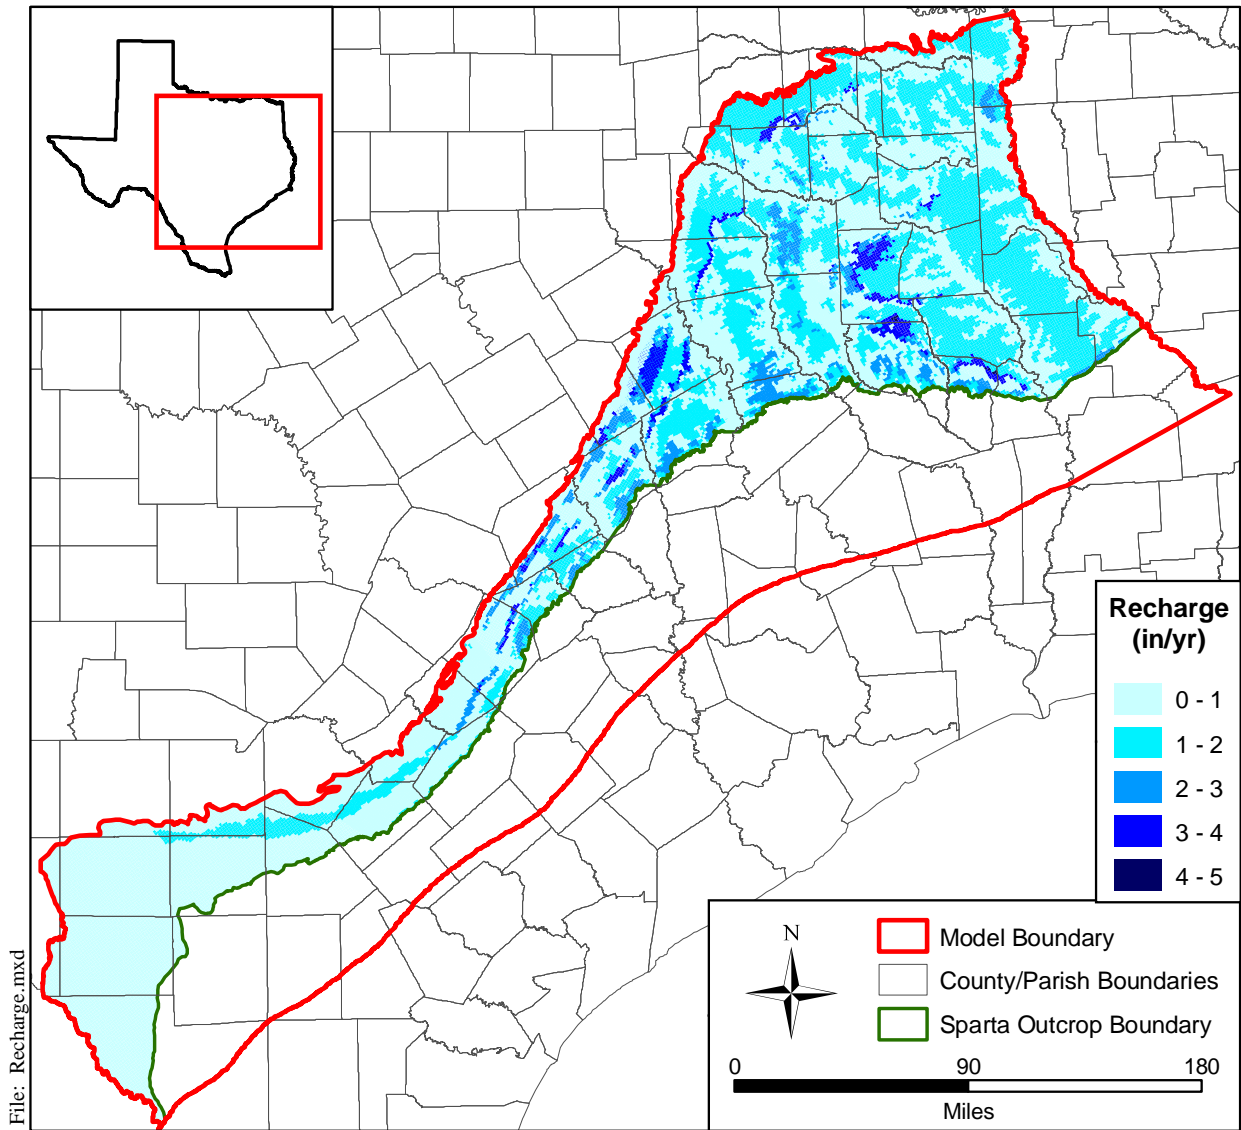 Recharge
(in/yr)
0 - 1
1 - 2
2 - 3
3 - 4
4 - 5
N
Model Boundary
County/Parish Boundaries
Sparta Outcrop Boundary
0 90 180
Miles
File: Recharge.mxd